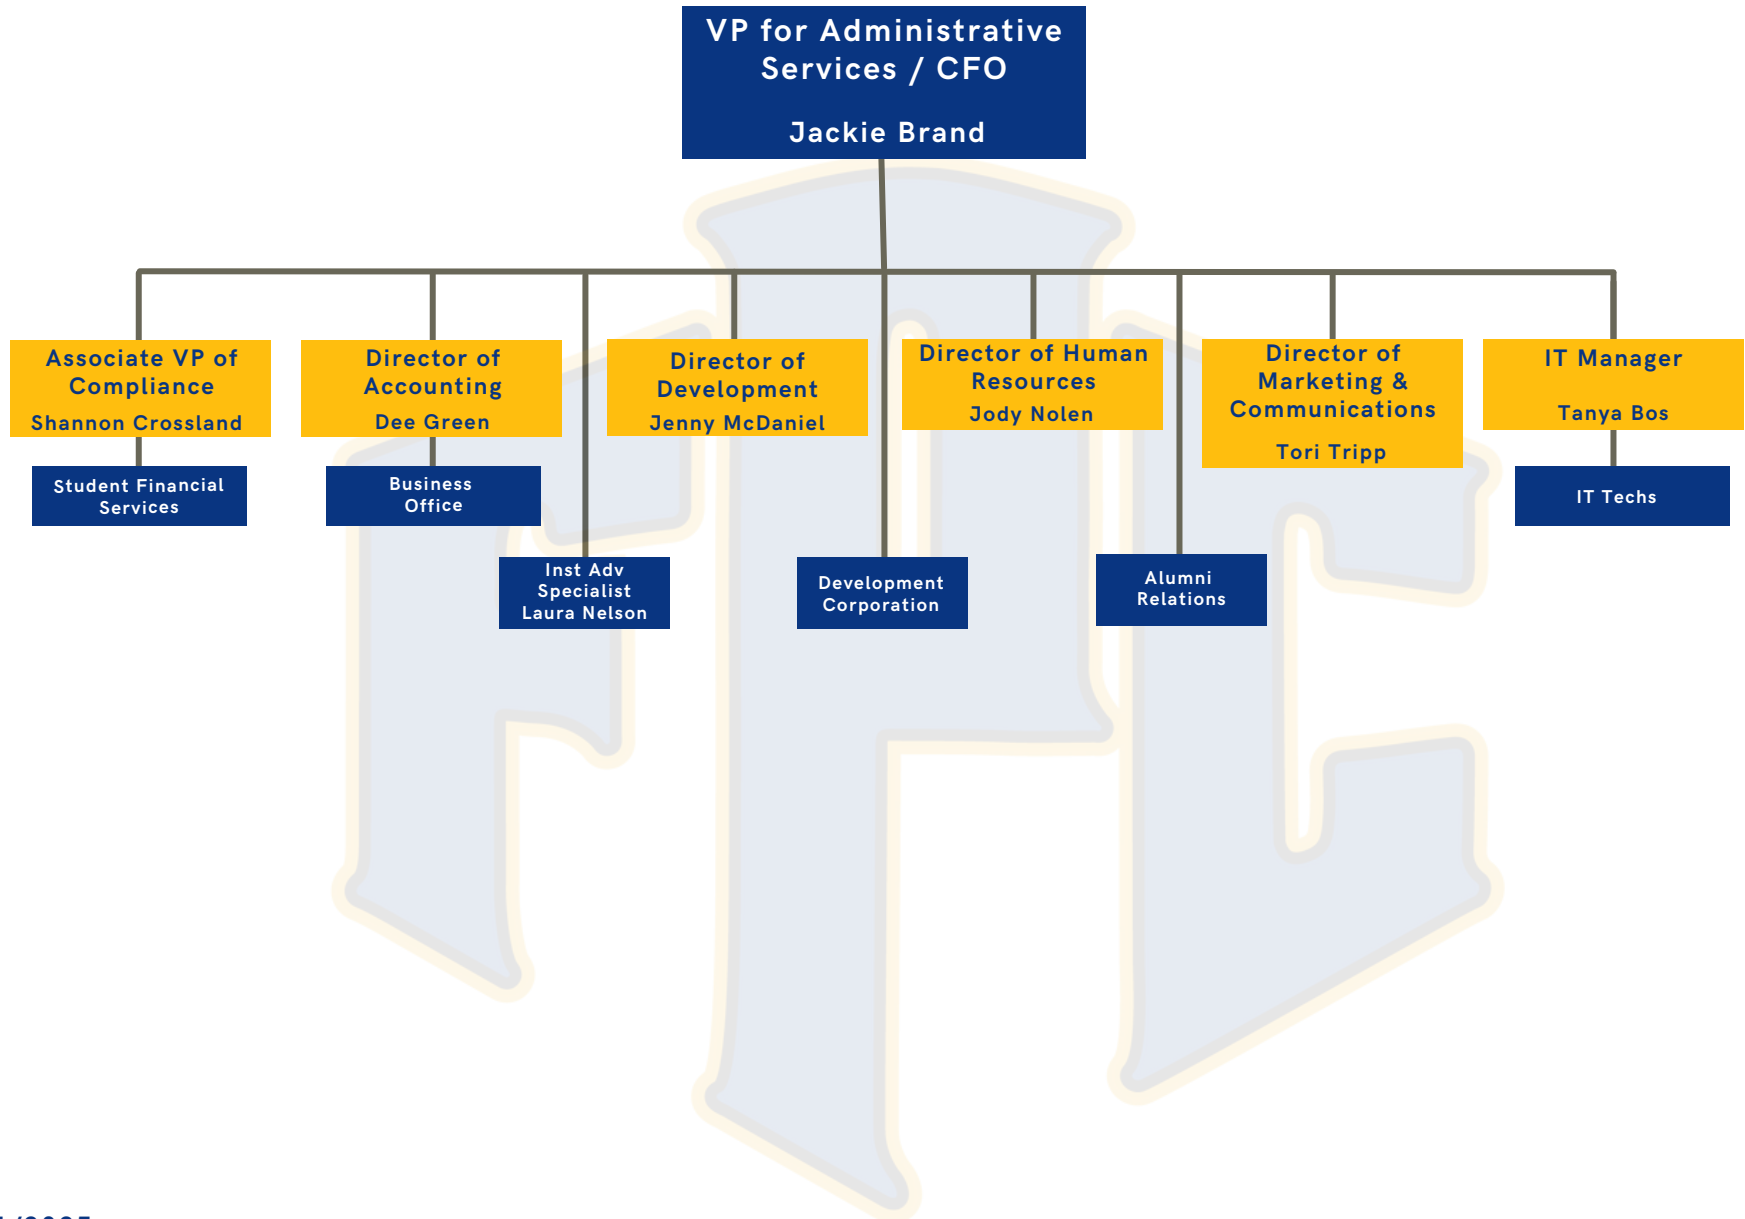 VP for Administrative
Services / CFO
Jackie Brand
Associate VP of
Compliance
Shannon Crossland
Director of
Accounting
Dee Green
Director of
Development
Jenny McDaniel
Director of Human
Resources
Jody Nolen
Director of
Marketing &
Communications
Tori Tripp
IT Manager
Tanya Bos
Student Financial
Services
Business
Office
IT Techs
Inst Adv
Specialist
Laura Nelson
Development
Corporation
Alumni
Relations
FPC